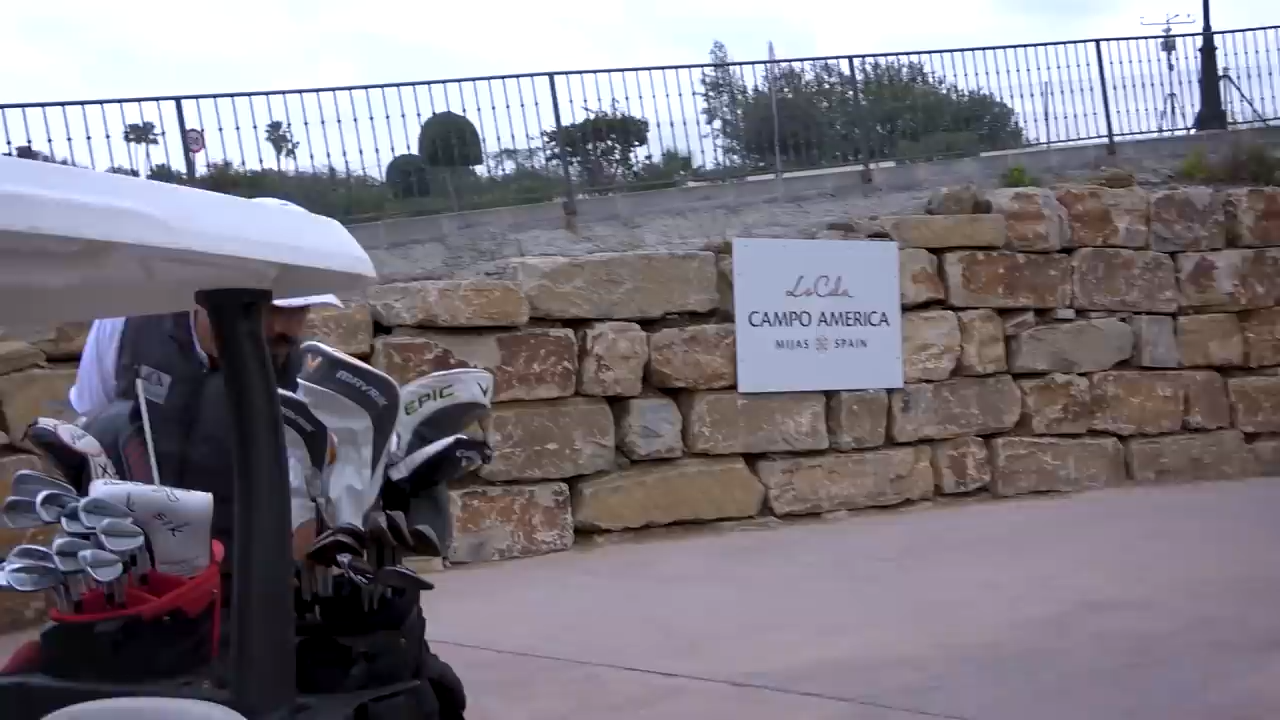 La Cala
CAMPO AMERICA
MIJAS SPAIN
MAVRIK
EPIC